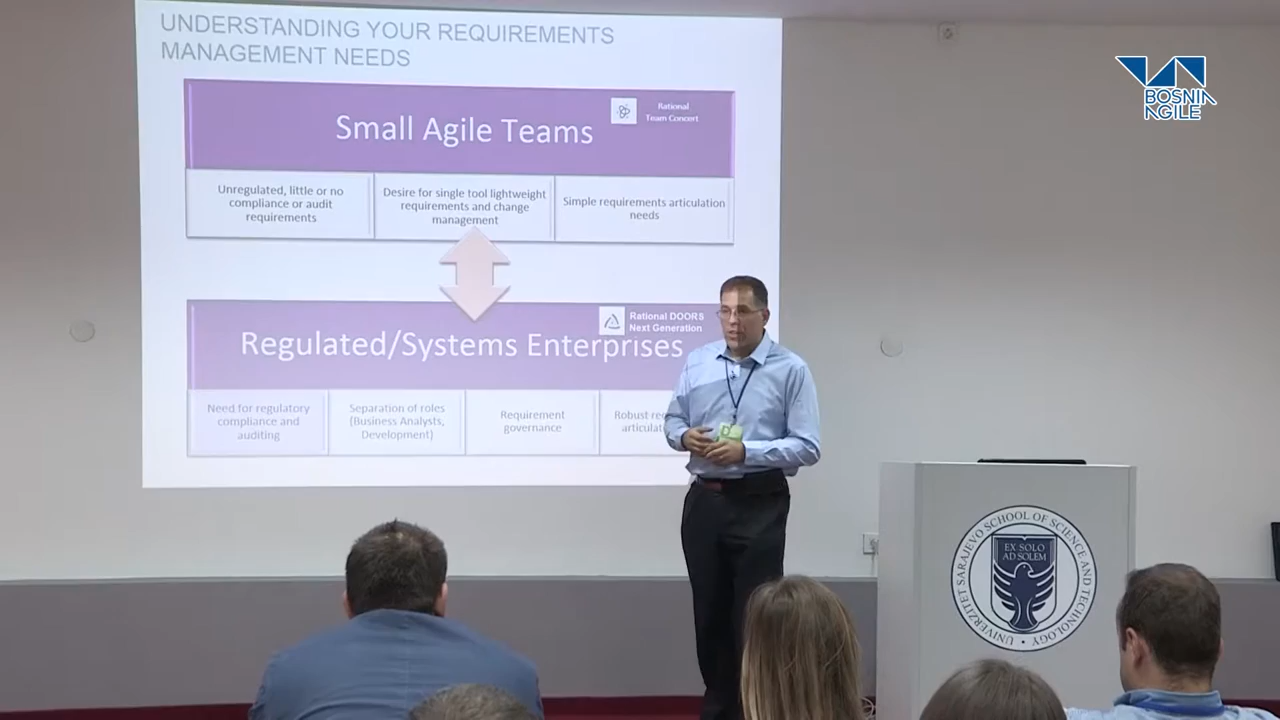 UNDERSTANDING YOUR REQUIREMENTS
MANAGEMENT NEEDS
Small Agile Teams
Rational
Team Concert
Unregulated, little or no
compliance or audit
requirements
Desire for single tool lightweight
requirements and change
management
Simple requirements articulation
needs
Regulated/Systems Enterprises
Rational DOORS
Next Generation
Need for regulatory
compliance and
auditing
Separation of roles
(Business Analysts,
Development)
Requirement
governance
Robust
BOSNIA
AGILE
UNIVERZITET SARAJEVO SCHOOL OF SCIENCE AND TECHNOLOGY
EX SOLO
AD SOLEM